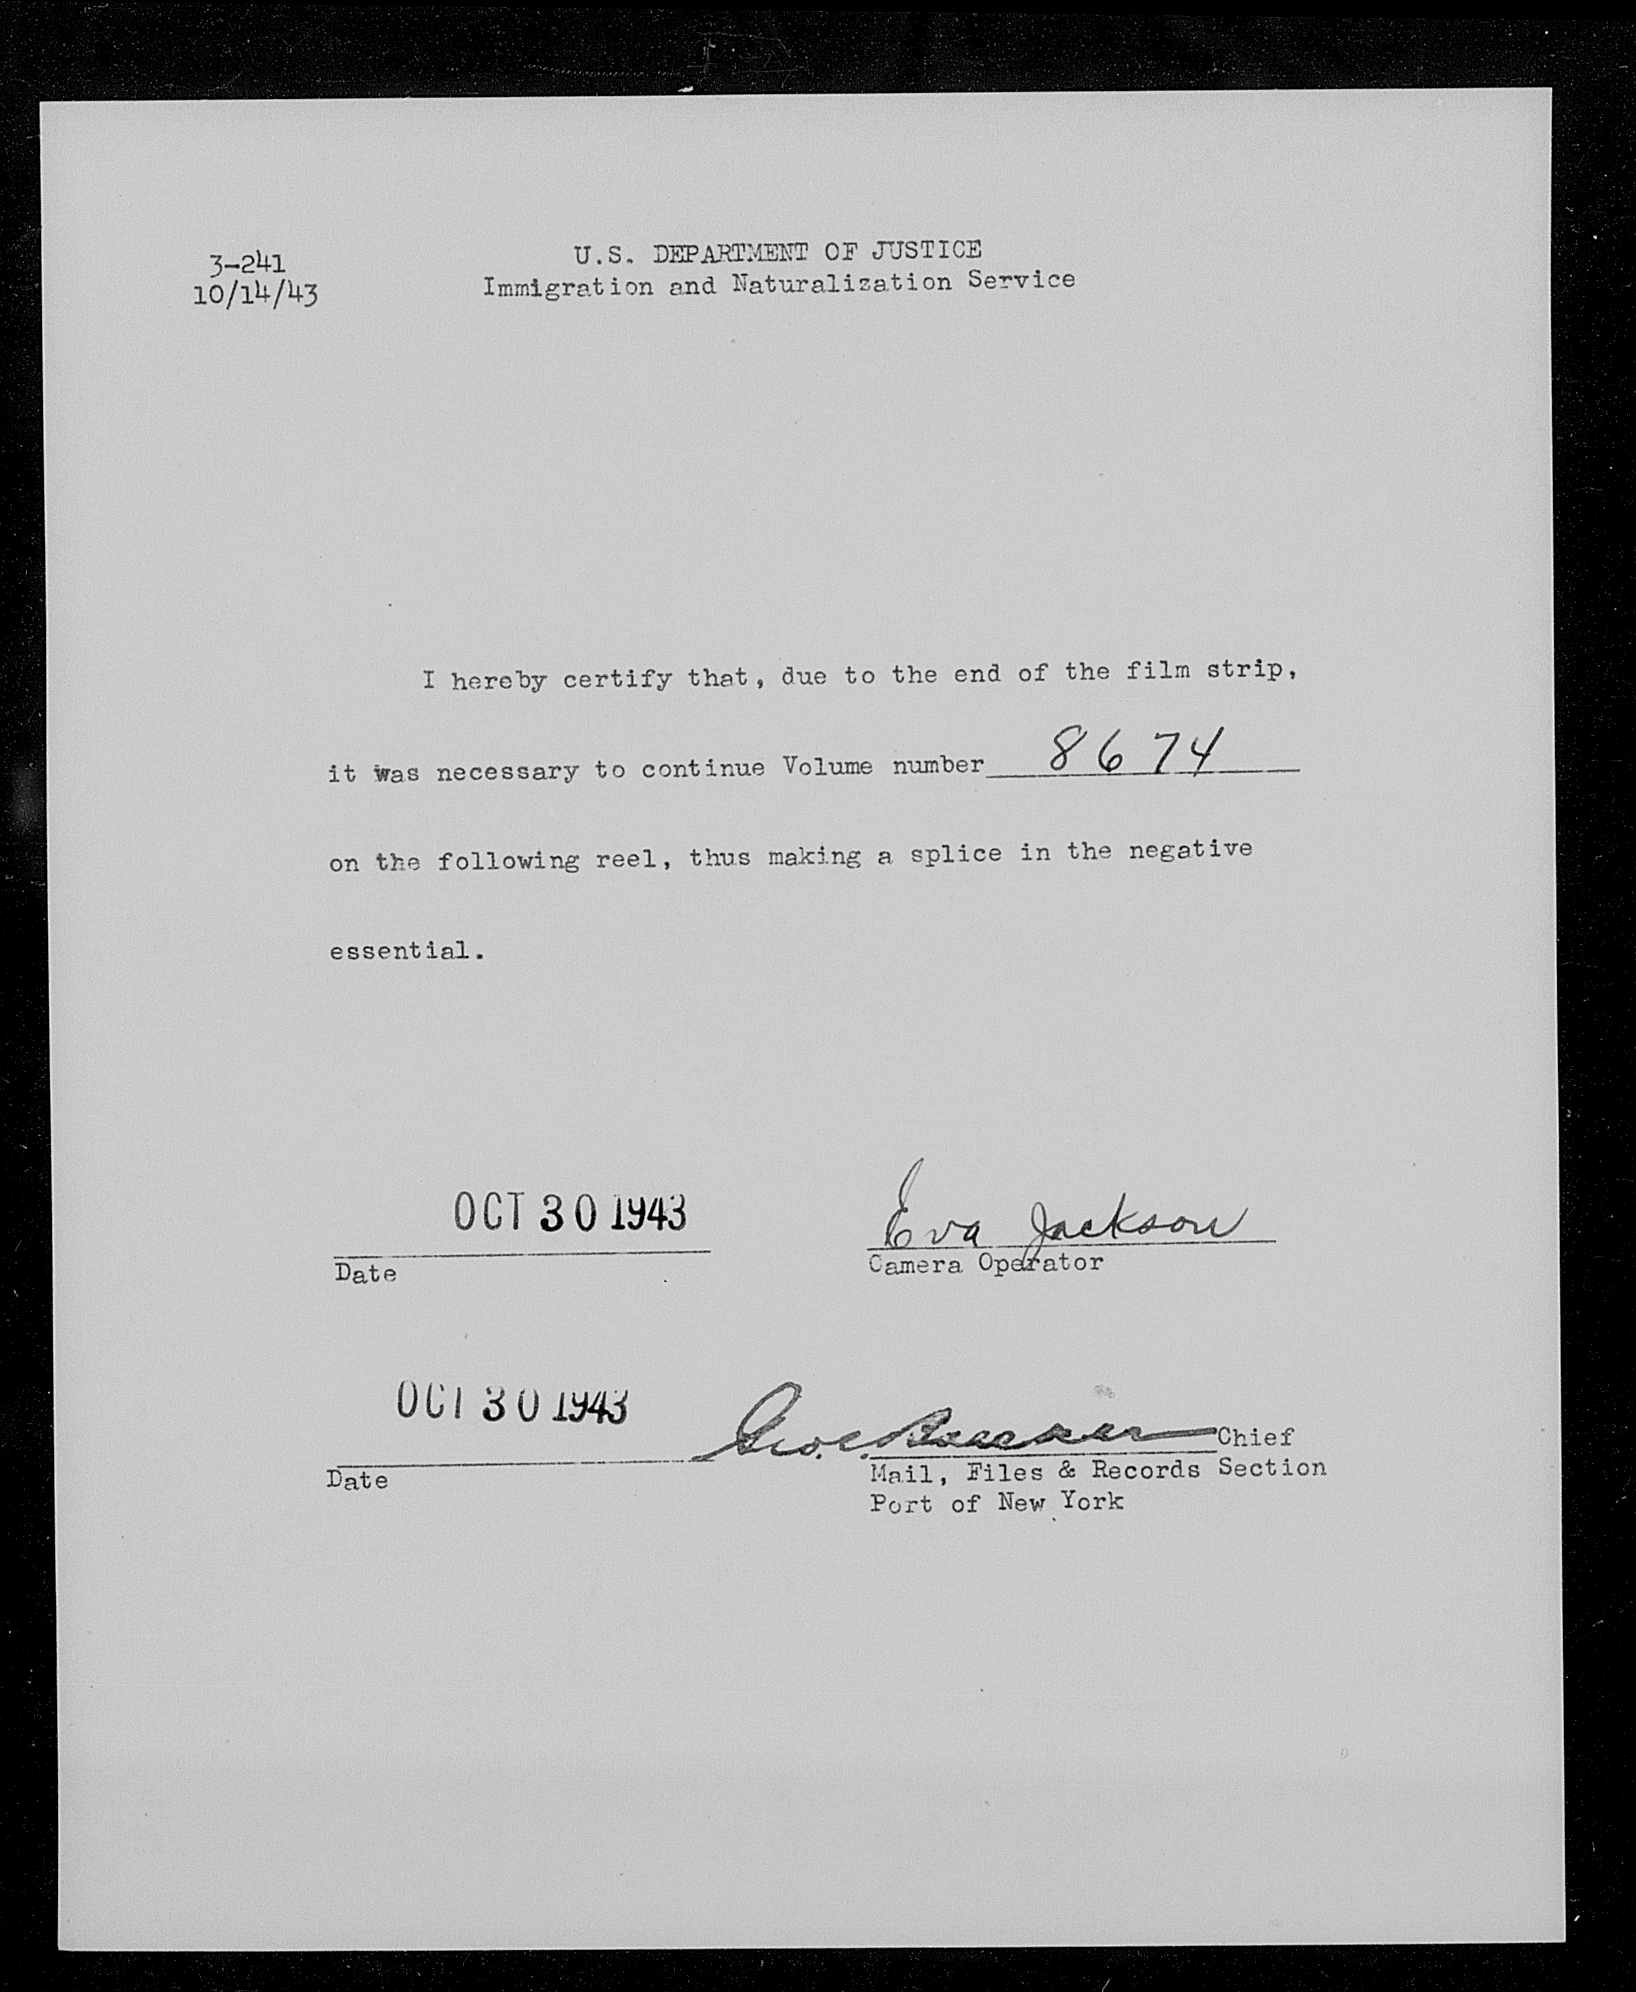 3-241
10/14/43
U.S. DEPARTMENT OF JUSTICE
Immigration and Naturalization Service
I hereby certify that, due to the end of the film strip,
it was necessary to continue Volume number 8674
on the following reel, thus making a splice in the negative
essential.
OCT 30 1943
Date
Eva Jackson
Camera Operator
OCT 30 1943
Date
Geo. Chief
Mail, Files & Records Section
Port of New York